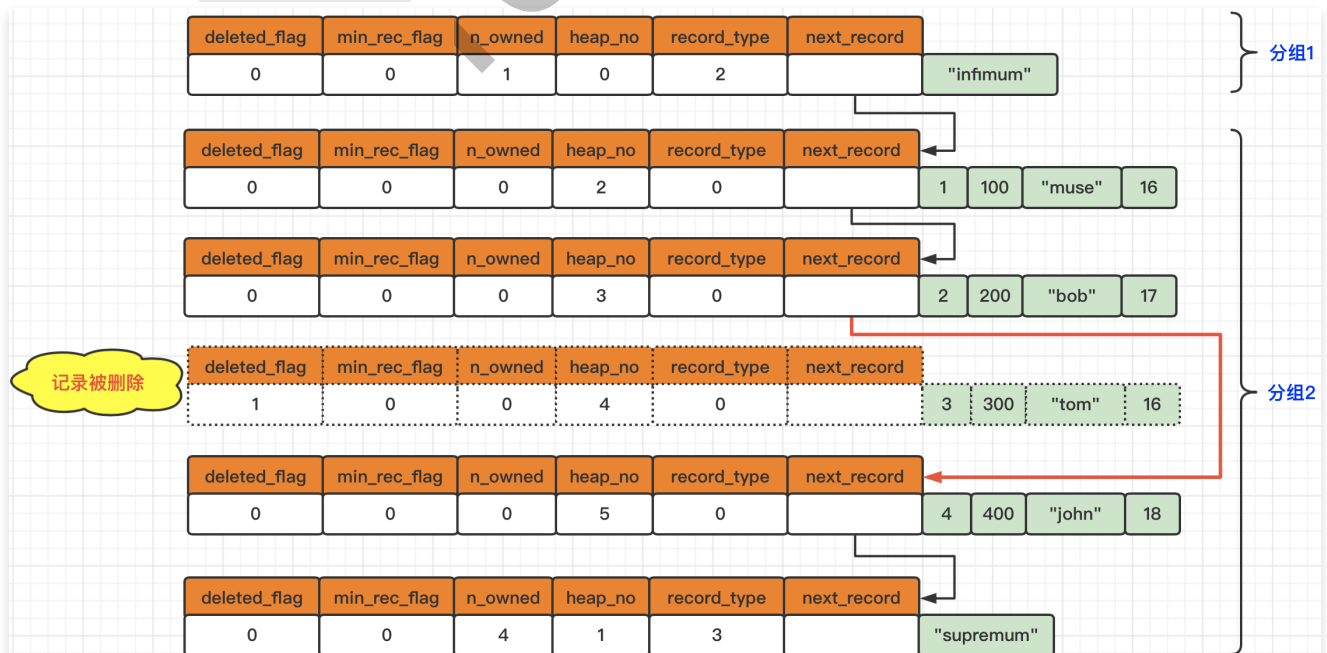 deleted_flag min_rec_flag n_owned heap_no record_type next_record
0 0 1 0 2 "infimum"
分组1
deleted_flag min_rec_flag n_owned heap_no record_type next_record
0 0 0 2 0 1 100 "muse" 16
deleted_flag min_rec_flag n_owned heap_no record_type next_record
0 0 0 3 0 2 200 "bob" 17
记录被删除
deleted_flag min_rec_flag n_owned heap_no record_type next_record
1 0 0 4 0 3 300 "tom" 16
分组2
deleted_flag min_rec_flag n_owned heap_no record_type next_record
0 0 0 5 0 4 400 "john" 18
deleted_flag min_rec_flag n_owned heap_no record_type next_record
0 0 4 1 3 "supremum"